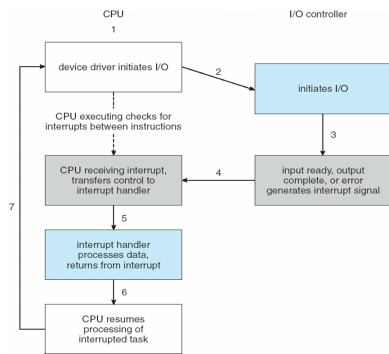 CPU
I/O controller
1
device driver initiates I/O
2
initiates I/O
CPU executing checks for
interrupts between instructions
3
CPU receiving interrupt,
transfers control to
interrupt handler
4
input ready, output
complete, or error
generates interrupt signal
7
5
interrupt handler
processes data,
returns from interrupt
6
CPU resumes
processing of
interrupted task